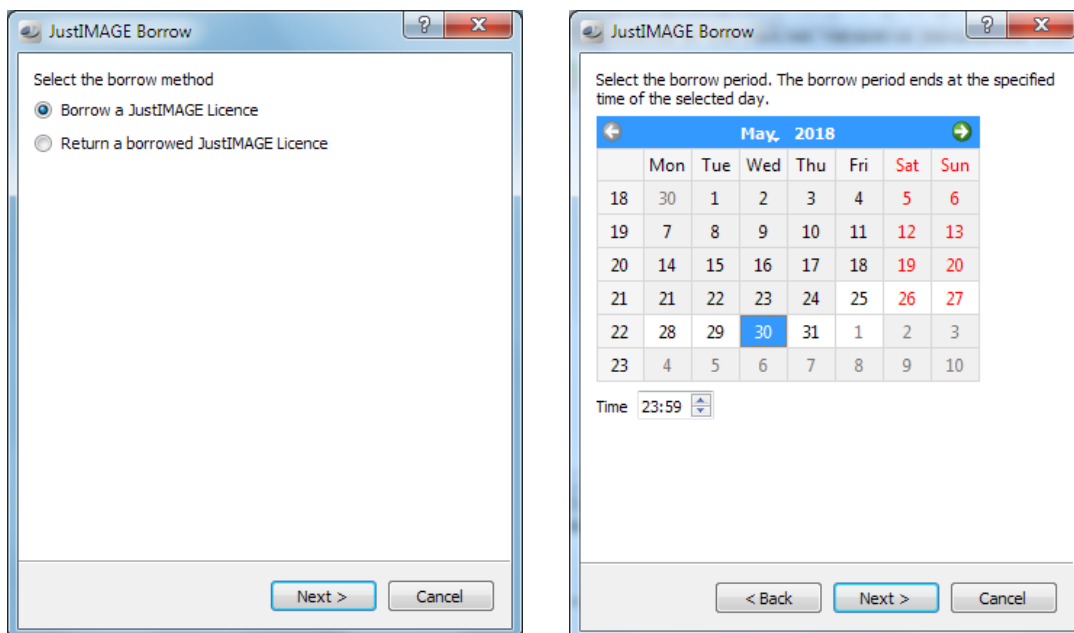 JustIMAGE Borrow
Select the borrow method
Borrow a JustIMAGE Licence
Return a borrowed JustIMAGE Licence
Next >
Cancel
JustIMAGE Borrow
Select the borrow period. The borrow period ends at the specified
time of the selected day.
May, 2018
Mon Tue Wed Thu Fri Sat Sun
18 30 1 2 3 4 5 6
19 7 8 9 10 11 12 13
20 14 15 16 17 18 19 20
21 21 22 23 24 25 26 27
22 28 29 30 31 1 2 3
23 4 5 6 7 8 9 10
Time 23:59
< Back
Next >
Cancel